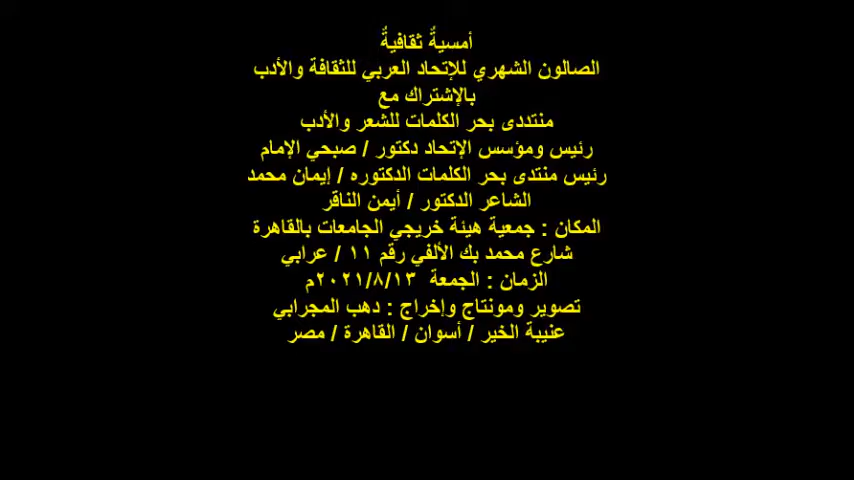 أمسيةٌ ثقافيةٌ
الصالون الشهري للإتحاد العربي للثقافة والأدب
بالإشتراك مع
منتددى بحر الكلمات للشعر والأدب
رئيس ومؤسس الإتحاد دكتور / صبحي الإمام
رئيس منتدى بحر الكلمات الدكتوره / إيمان محمد
الشاعر الدكتور / أيمن الناقر
المكان : جمعية هيئة خريجي الجامعات بالقاهرة
شارع محمد بك الألفي رقم ١١ / عرابي
الزمان : الجمعة ٢٠٢١/٨/١٣م
تصوير ومونتاج وإخراج : دهب المجرابي
عنيبة الخير / أسوان / القاهرة / مصر